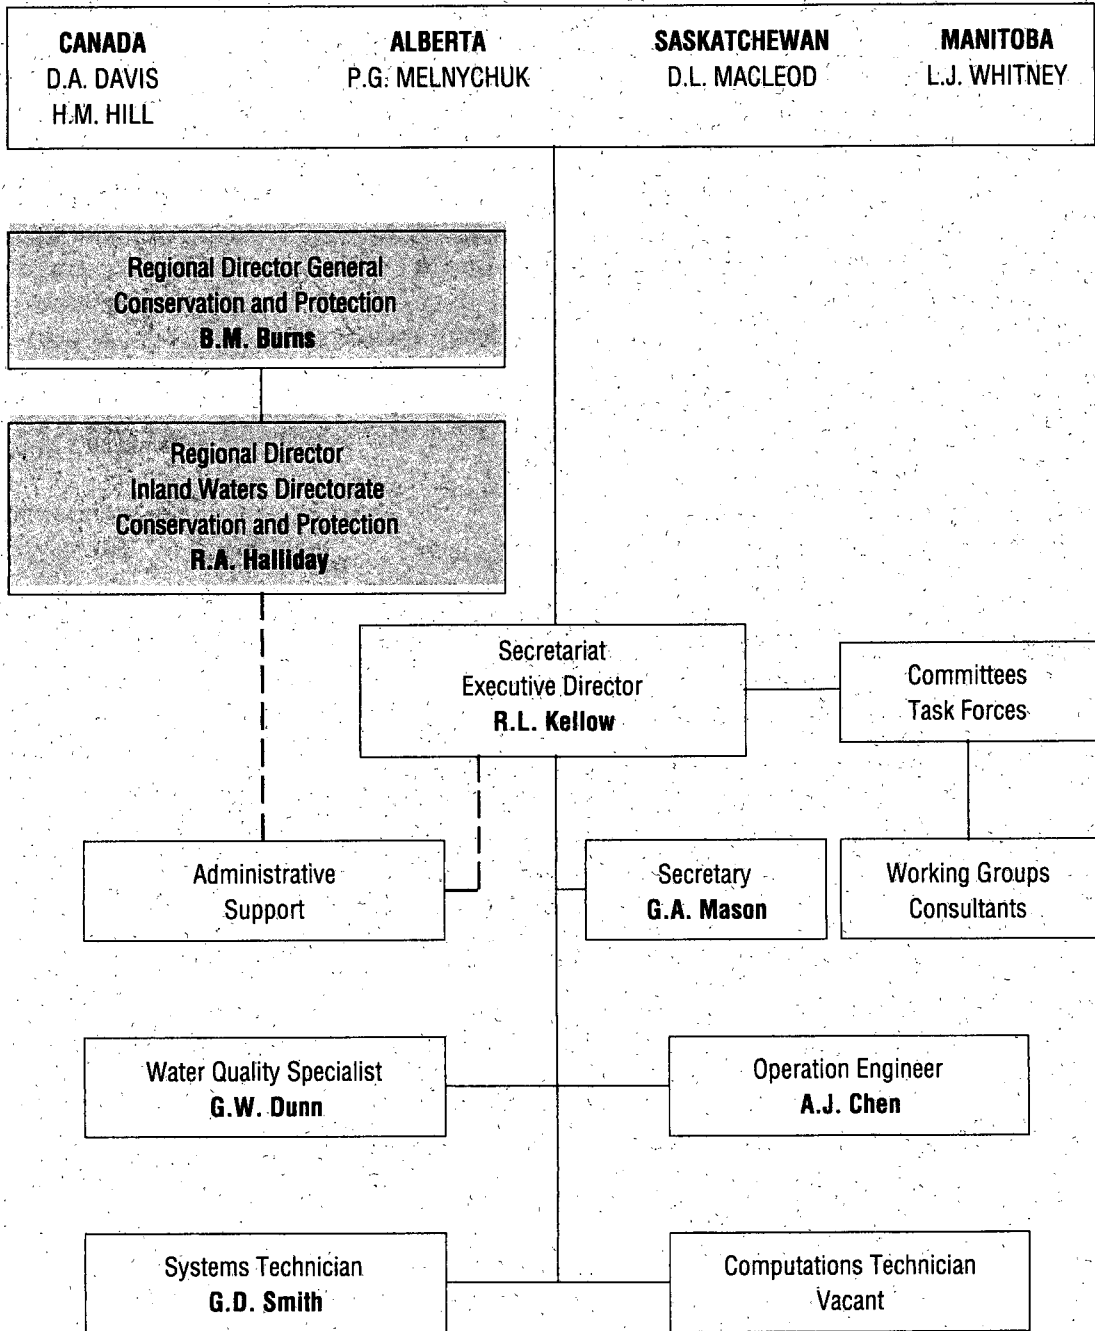 CANADA
D.A. DAVIS
H.M. HILL
ALBERTA
P.G. MELNYCHUK
SASKATCHEWAN
D.L. MACLEOD
MANITOBA
L.J. WHITNEY
Regional Director General
Conservation and Protection
B.M. Burns
Regional Director
Inland Waters Directorate
Conservation and Protection
R.A. Halliday
Secretariat
Executive Director
R.L. Kellow
Committees
Task Forces
Administrative
Support
Secretary
G.A. Mason
Working Groups
Consultants
Water Quality Specialist
G.W. Dunn
Operation Engineer
A.J. Chen
Systems Technician
G.D. Smith
Computations Technician
Vacant